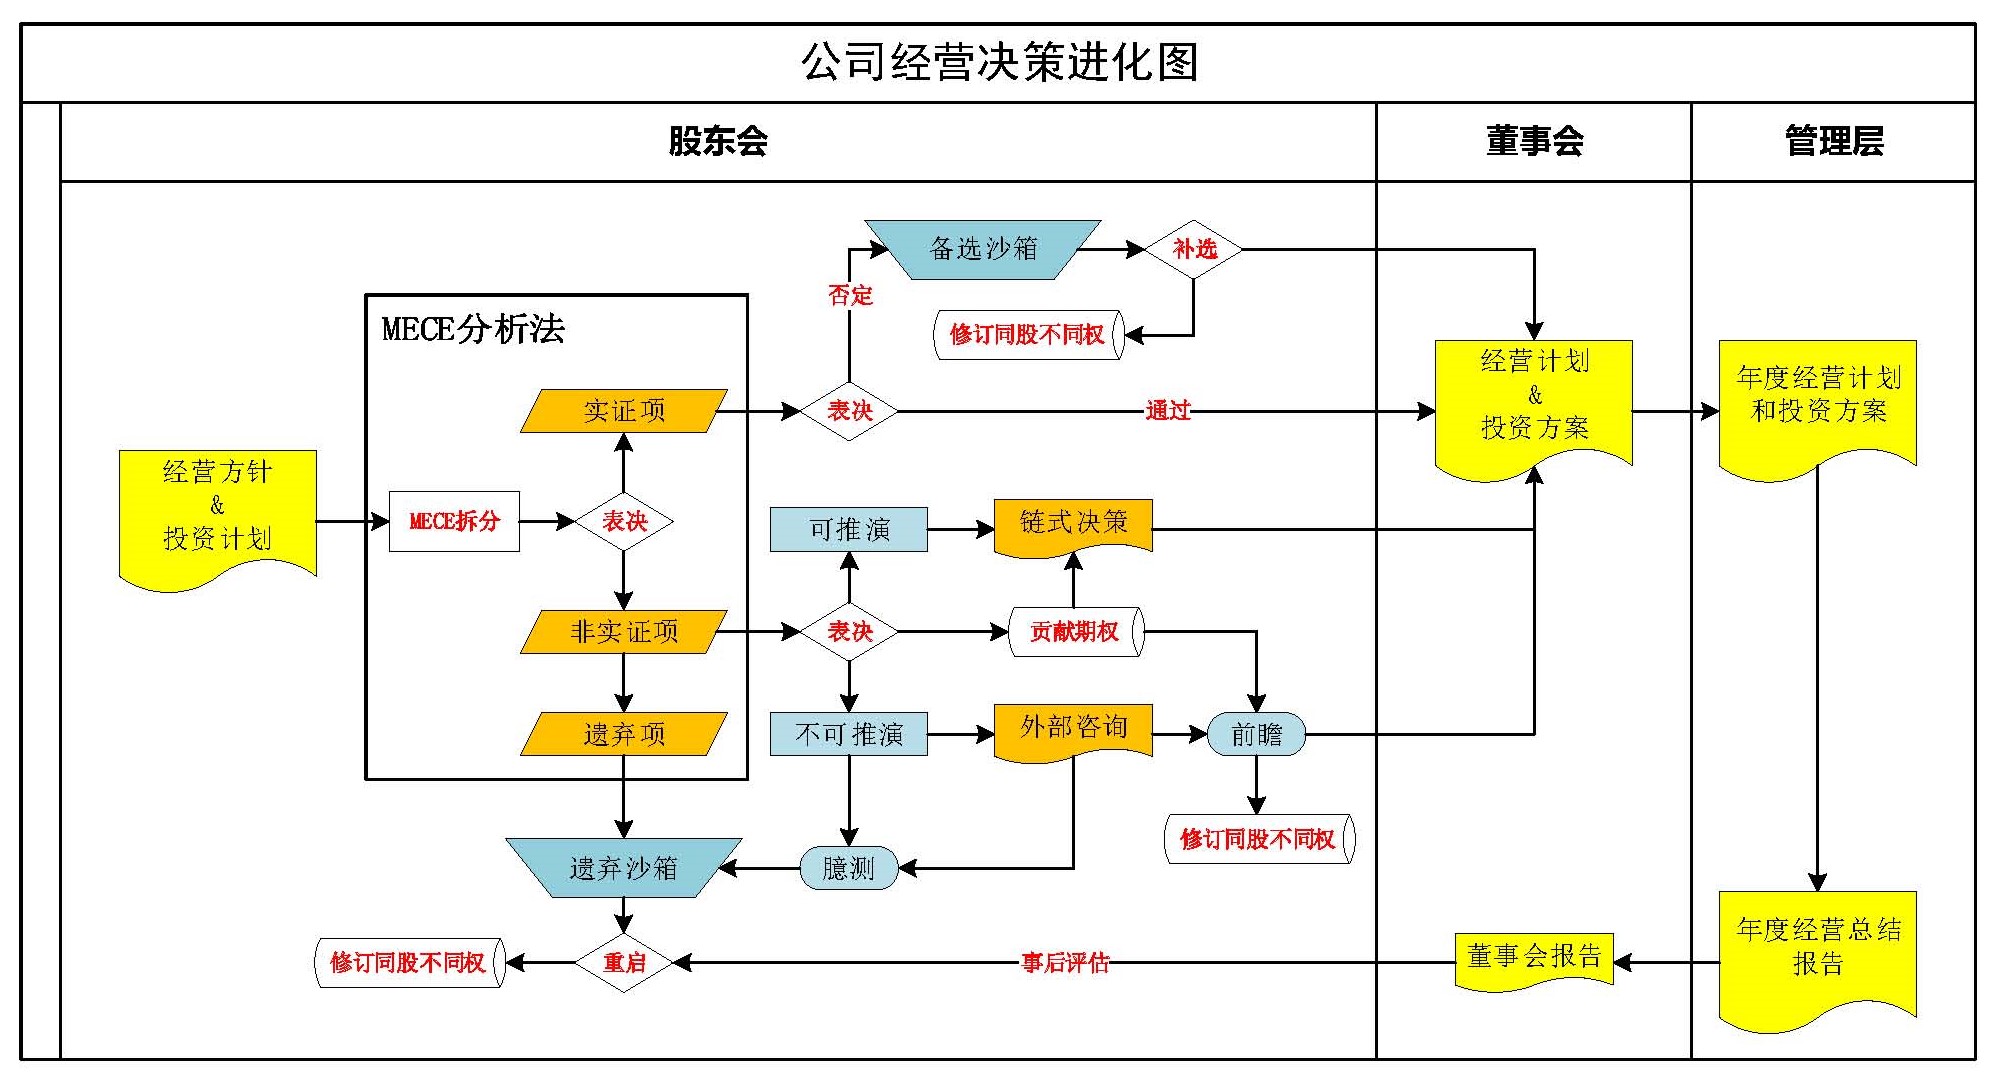 公司经营决策进化图
股东会
董事会
管理层
备选沙箱
补选
否定
修订同股不同权
MECE分析法
实证项
表决
通过
经营计划
&
投资方案
年度经营计划
和投资方案
经营方针
&
投资计划
MECE拆分
表决
可推演
链式决策
非实证项
表决
贡献期权
遗弃项
不可推演
外部咨询
前瞻
修订同股不同权
遗弃沙箱
臆测
修订同股不同权
重启
事后评估
董事会报告
年度经营总结
报告